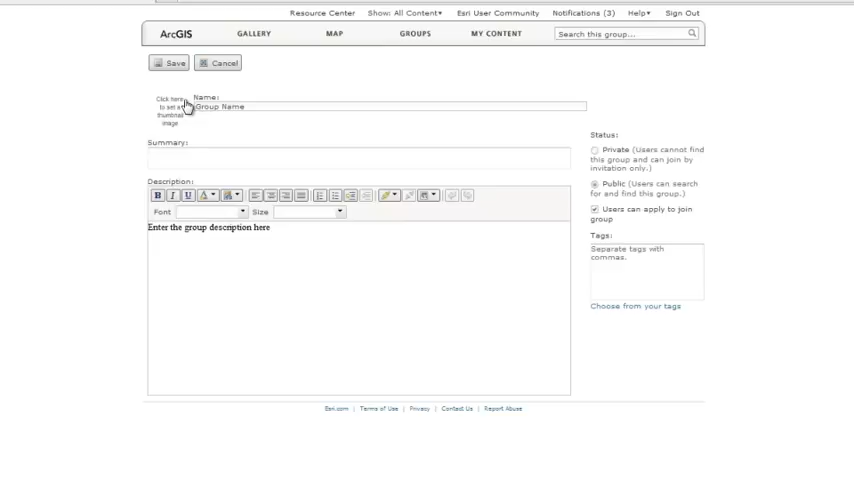 Resource Center Show: All Content▾ Esri User Community Notifications (3) Help▾ Sign Out
ArcGIS GALLERY MAP GROUPS MY CONTENT Search this group...
Save Cancel
Click here
to set a
thumbnail
image
Name:
Group Name
Summary:
Description:
B I U A
Font Size
Enter the group description here
Status:
Private (Users cannot find
this group and can join by
invitation only.)
Public (Users can search
for and find this group.)
Users can apply to join
group
Tags:
Separate tags with
commas.
Choose from your tags
Esri.com | Terms of Use | Privacy | Contact Us | Report Abuse